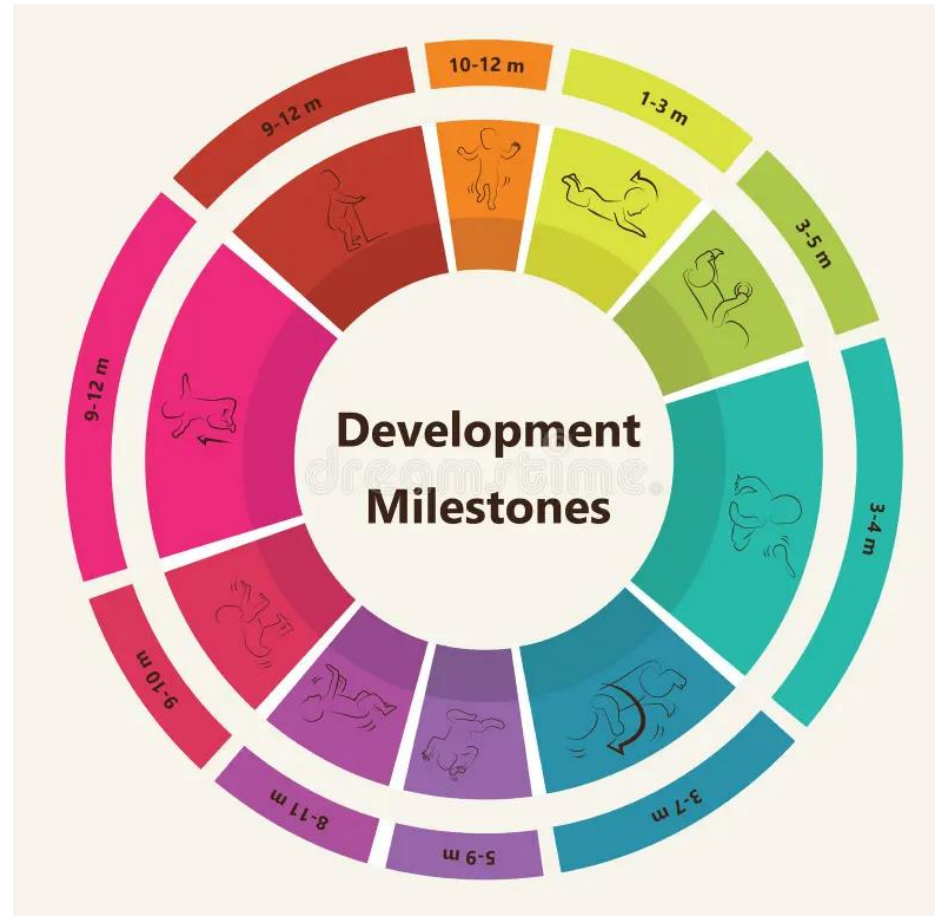 10-12 m
1-3 m
3-5 m
3-4 m
3-7 m
5-9 m
8-11 m
9-10 m
9-12 m
9-12 m
Development
dreamstime.
Milestones